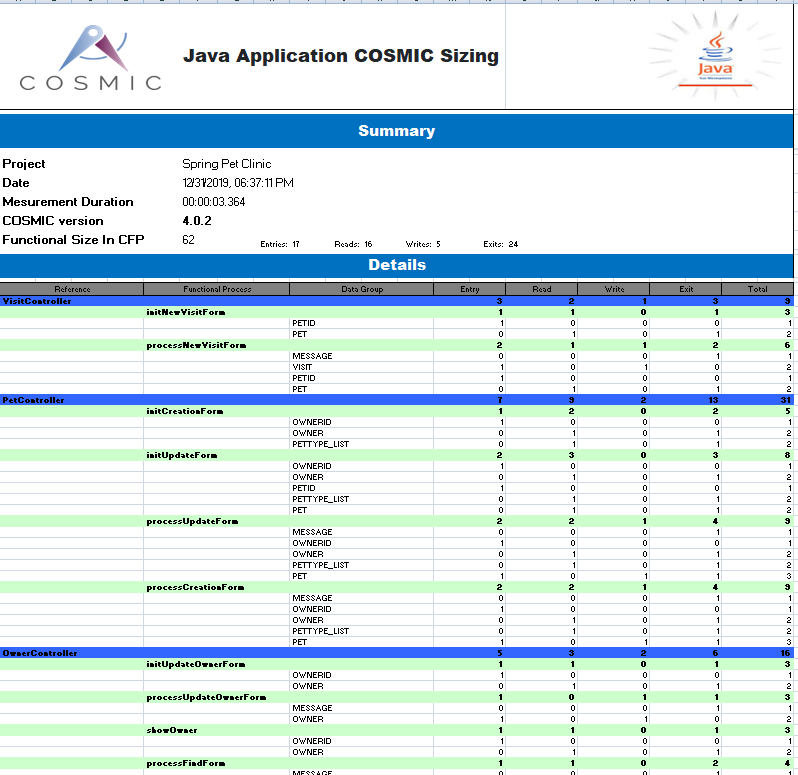 COSMIC
Java Application COSMIC Sizing
Java
Summary
Project Spring Pet Clinic
Date 12/31/2019, 06:37:11 PM
Mesurement Duration 00:00:03.364
COSMIC version 4.0.2
Functional Size In CFP 62 Entries: 17 Reads: 16 Writes: 5 Exits: 24
Details
Reference Functional Process Data Group Entry Read Write Exit Total
VisitController 3 2 1 3 9
initNewVisitForm 1 1 0 1 3
PETID 1 0 0 0 1
PET 0 1 0 1 2
processNewVisitForm 2 1 1 2 6
MESSAGE 0 0 0 1 1
VISIT 1 0 1 0 2
PETID 1 0 0 0 1
PET 0 1 0 1 2
PetController 7 9 2 13 31
initCreationForm 1 2 0 2 5
OWNERID 1 0 0 0 1
OWNER 0 1 0 1 2
PETTYPE_LIST 0 1 0 1 2
initUpdateForm 2 3 0 3 8
OWNERID 1 0 0 0 1
OWNER 0 1 0 1 2
PETID 1 0 0 0 1
PETTYPE_LIST 0 1 0 1 2
PET 0 1 0 1 2
processUpdateForm 2 2 1 4 9
MESSAGE 0 0 0 1 1
OWNERID 1 0 0 0 1
OWNER 0 1 0 1 2
PETTYPE_LIST 0 1 0 1 2
PET 1 0 1 1 3
processCreationForm 2 2 1 4 9
MESSAGE 0 0 0 1 1
OWNERID 1 0 0 0 1
OWNER 0 1 0 1 2
PETTYPE_LIST 0 1 0 1 2
PET 1 0 1 1 3
OwnerController 5 3 2 6 16
initUpdateOwnerForm 1 1 0 1 3
OWNERID 1 0 0 0 1
OWNER 0 1 0 1 2
processUpdateOwnerForm 1 0 1 1 3
MESSAGE 0 0 0 1 1
OWNER 1 0 1 0 2
showOwner 1 1 0 1 3
OWNERID 1 0 0 0 1
OWNER 0 1 0 1 2
processFindForm 1 1 0 2 4
MESSAGE 0 0 0 1 1